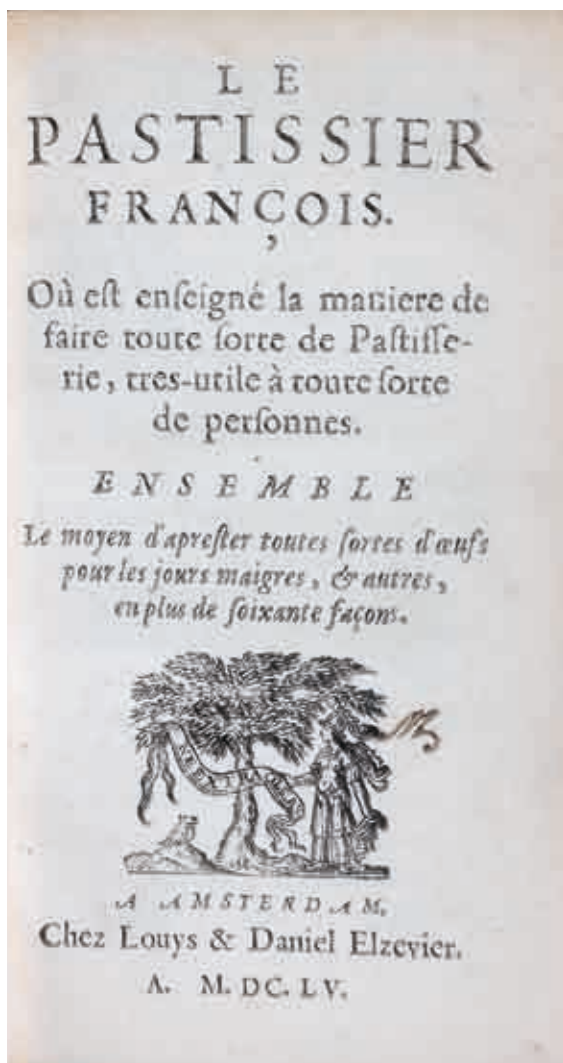 LE
PASTISSIER
FRANÇOIS.
Où eſt enſeigné la maniere de
faire toute ſorte de Paſtiſſe-
rie, tres-utile à toute ſorte
de perſonnes.
ENSEMBLE
Le moyen d'apreſter toutes ſortes d'œufs
pour les jours maigres, & autres,
en plus de ſoixante façons.
A AMSTERDAM,
Chez Louys & Daniel Elzevier.
A. M. DC. LV.